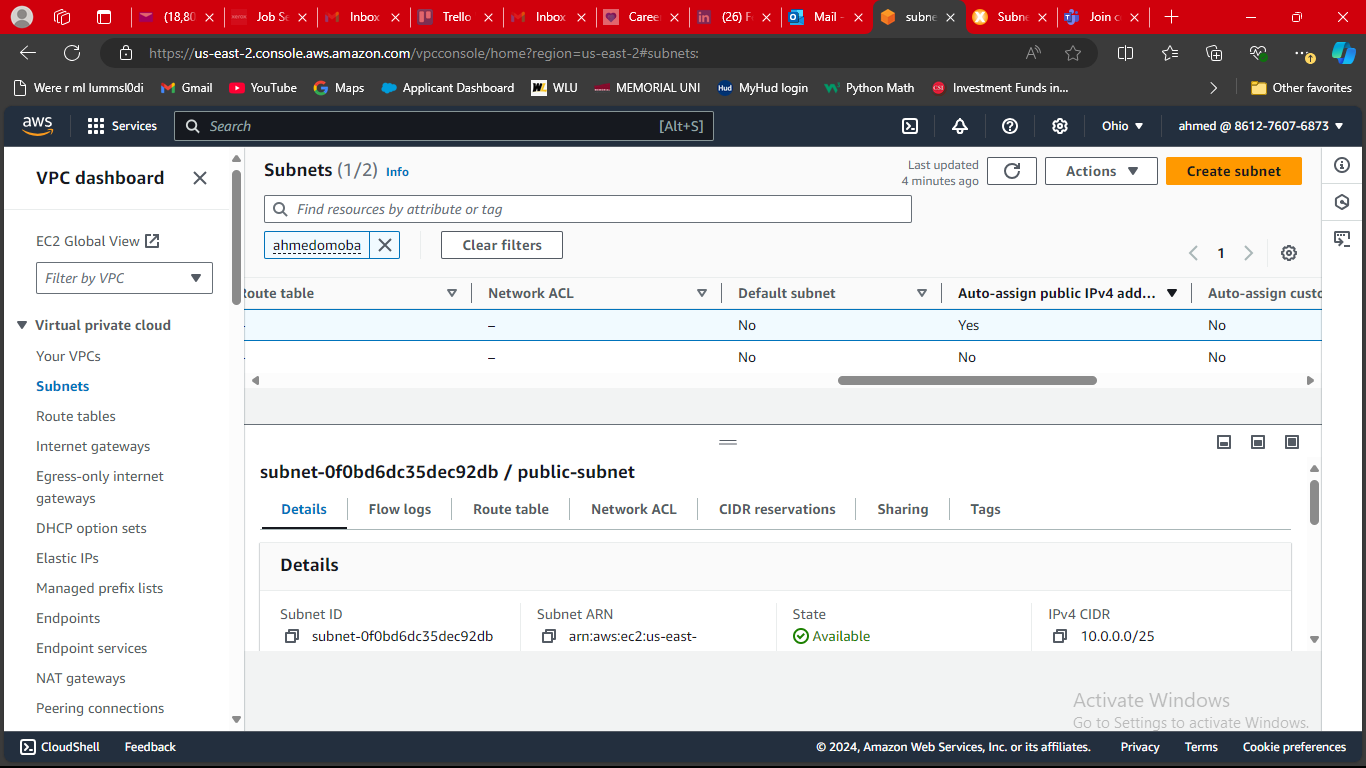 (18,80
Job Se
Inbox
Trello
Inbox
Caree
(26) F
Mail -
subne
Subne
Join c
https://us-east-2.console.aws.amazon.com/vpcconsole/home?region=us-east-2#subnets:
Were r ml lummsl0di
Gmail
YouTube
Maps
Applicant Dashboard
WLU
MEMORIAL UNI
MyHud login
Python Math
Investment Funds in...
Other favorites
aws
Services
Search
[Alt+S]
Ohio
ahmed @ 8612-7607-6873
VPC dashboard
EC2 Global View
Filter by VPC
Virtual private cloud
Your VPCs
Subnets
Route tables
Internet gateways
Egress-only internet
gateways
DHCP option sets
Elastic IPs
Managed prefix lists
Endpoints
Endpoint services
NAT gateways
Peering connections
Subnets (1/2) Info
Last updated
4 minutes ago
Actions
Create subnet
Find resources by attribute or tag
ahmedomoba
Clear filters
1
Route table
Network ACL
Default subnet
Auto-assign public IPv4 add...
Auto-assign custo
– – No Yes No
– – No No No
subnet-0f0bd6dc35dec92db / public-subnet
Details
Flow logs
Route table
Network ACL
CIDR reservations
Sharing
Tags
Details
Subnet ID
subnet-0f0bd6dc35dec92db
Subnet ARN
arn:aws:ec2:us-east-
State
Available
IPv4 CIDR
10.0.0.0/25
Activate Windows
Go to Settings to activate Windows.
CloudShell
Feedback
© 2024, Amazon Web Services, Inc. or its affiliates.
Privacy
Terms
Cookie preferences